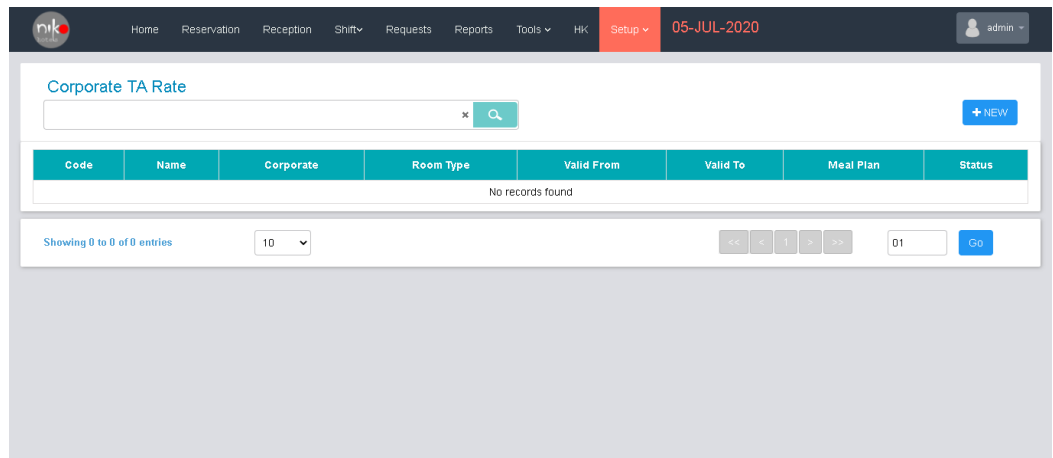 nik
Home Reservation Reception Shift Requests Reports Tools HK Setup 05-JUL-2020 admin
Corporate TA Rate
× + NEW
Code Name Corporate Room Type Valid From Valid To Meal Plan Status
No records found
Showing 0 to 0 of 0 entries 10 << < 1 > >> 01 Go